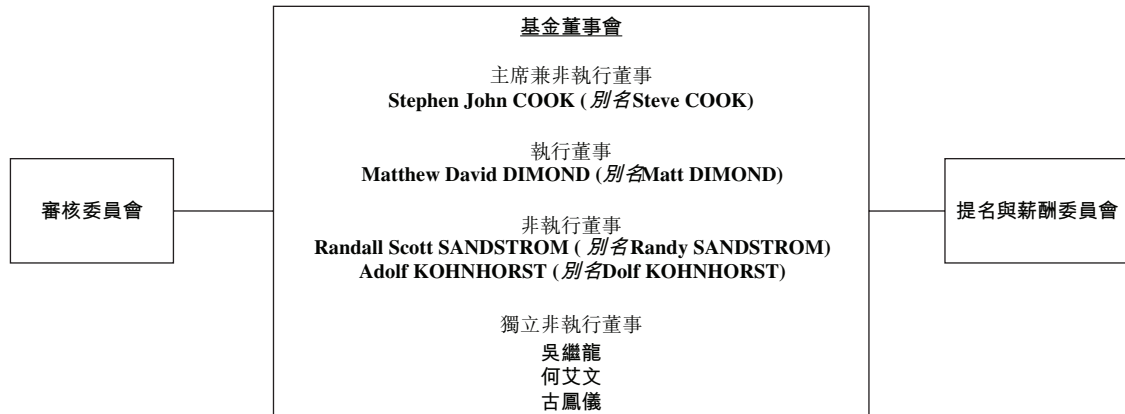 基金董事會
主席兼非執行董事
Stephen John COOK (別名Steve COOK)
執行董事
Matthew David DIMOND (別名Matt DIMOND)
審核委員會
提名與薪酬委員會
非執行董事
Randall Scott SANDSTROM ( 別名Randy SANDSTROM)
Adolf KOHNHORST (別名Dolf KOHNHORST)
獨立非執行董事
吳繼龍
何艾文
古鳳儀